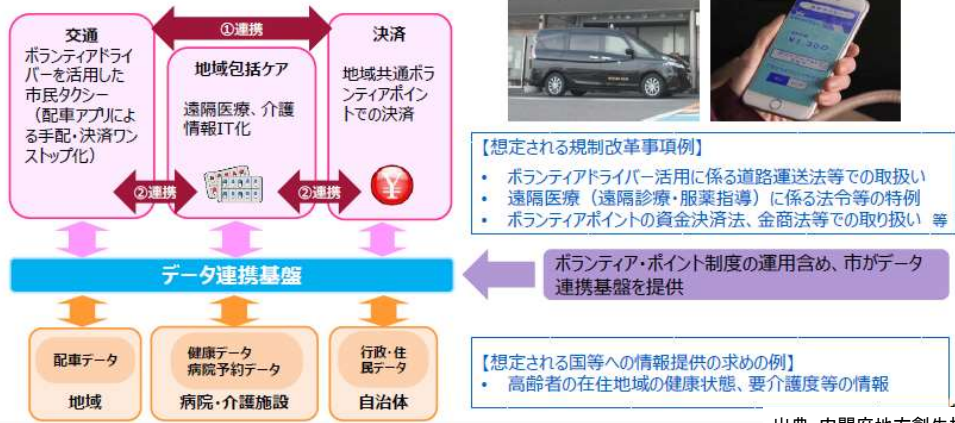 交通
ボランティアドライ
バーを活用した
市民タクシー
（配車アプリによ
る手配・決済ワン
ストップ化）
①連携
地域包括ケア
遠隔医療、介護
情報IT化
決済
地域共通ボラ
ンティアポイン
トでの決済
②連携
②連携
¥
【想定される規制改革事項例】
• ボランティアドライバー活用に係る道路運送法等での取扱い
• 遠隔医療（遠隔診療・服薬指導）に係る法令等の特例
• ボランティアポイントの資金決済法、金商法等での取り扱い 等
データ連携基盤
ボランティア・ポイント制度の運用含め、市がデータ
連携基盤を提供
配車データ
地域
健康データ
病院予約データ
病院・介護施設
行政・住
民データ
自治体
【想定される国等への情報提供の求めの例】
• 高齢者の在住地域の健康状態、要介護度等の情報